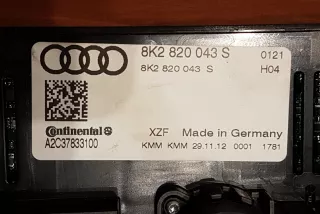 8K2 820 043 S 0121
8K2 820 043 S H04
Continental XZF Made in Germany
A2C37833100 KMM KMM 29.11.12 0001 1781